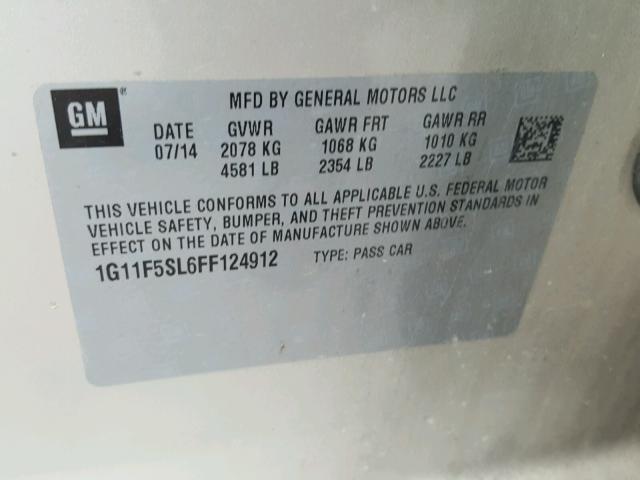 GM ®
MFD BY GENERAL MOTORS LLC
DATE GVWR GAWR FRT GAWR RR
07/14 2078 KG 1068 KG 1010 KG
4581 LB 2354 LB 2227 LB
THIS VEHICLE CONFORMS TO ALL APPLICABLE U.S. FEDERAL MOTOR
VEHICLE SAFETY, BUMPER, AND THEFT PREVENTION STANDARDS IN
EFFECT ON THE DATE OF MANUFACTURE SHOWN ABOVE.
1G11F5SL6FF124912 TYPE: PASS CAR